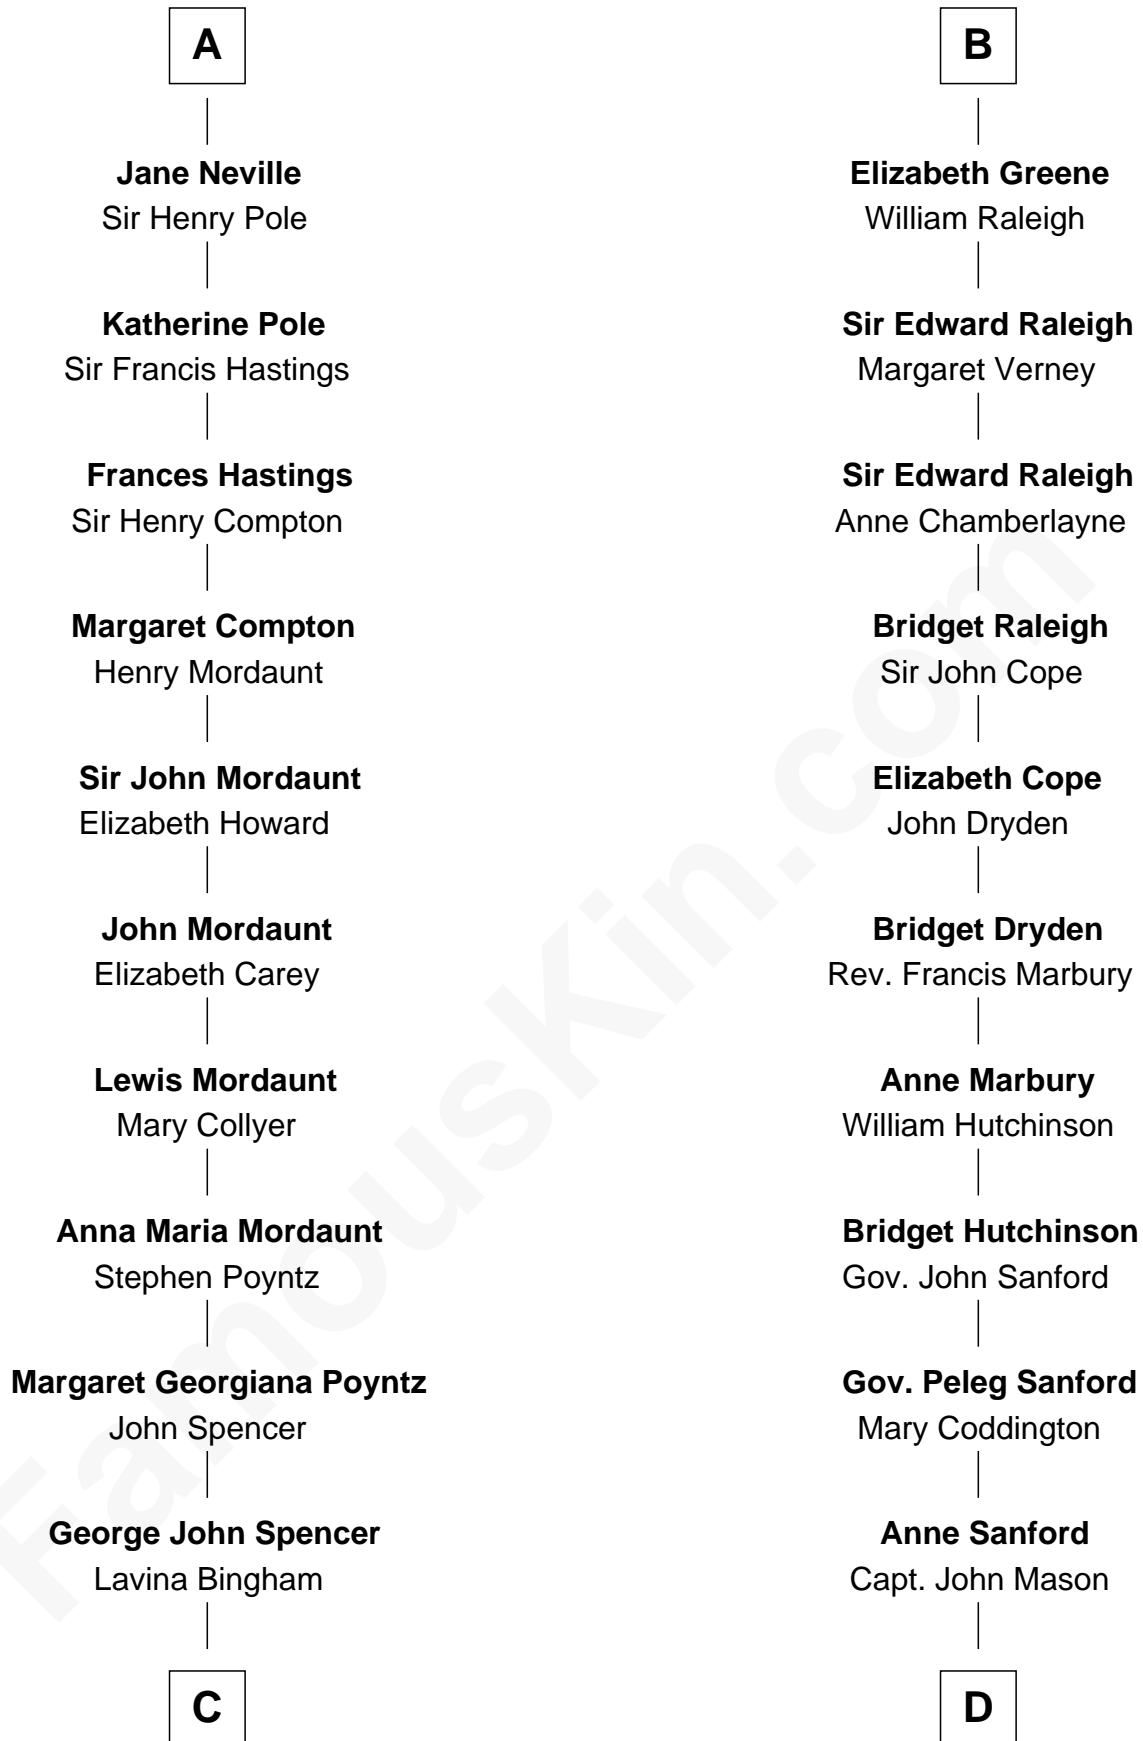 A
Jane Neville
Sir Henry Pole
Katherine Pole
Sir Francis Hastings
Frances Hastings
Sir Henry Compton
Margaret Compton
Henry Mordaunt
Sir John Mordaunt
Elizabeth Howard
John Mordaunt
Elizabeth Carey
Lewis Mordaunt
Mary Collyer
Anna Maria Mordaunt
Stephen Poyntz
Margaret Georgiana Poyntz
John Spencer
George John Spencer
Lavina Bingham
C
B
Elizabeth Greene
William Raleigh
Sir Edward Raleigh
Margaret Verney
Sir Edward Raleigh
Anne Chamberlayne
Bridget Raleigh
Sir John Cope
Elizabeth Cope
John Dryden
Bridget Dryden
Rev. Francis Marbury
Anne Marbury
William Hutchinson
Bridget Hutchinson
Gov. John Sanford
Gov. Peleg Sanford
Mary Coddington
Anne Sanford
Capt. John Mason
D
FamousKin.com